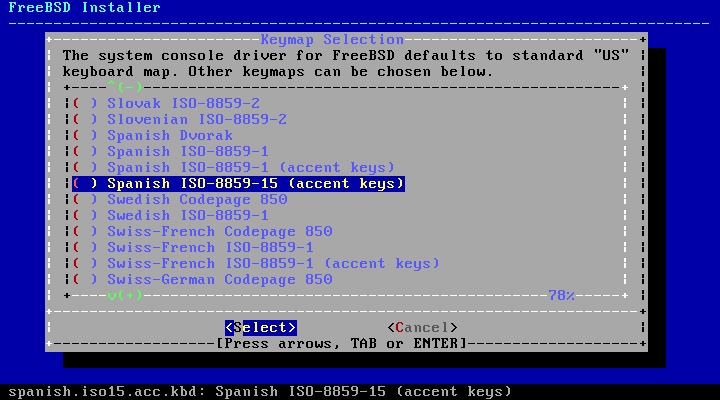 FreeBSD Installer
Keymap Selection
The system console driver for FreeBSD defaults to standard "US"
keyboard map. Other keymaps can be chosen below.
^(-)
( ) Slovak ISO-8859-2
( ) Slovenian ISO-8859-2
( ) Spanish Dvorak
( ) Spanish ISO-8859-1
( ) Spanish ISO-8859-1 (accent keys)
( ) Spanish ISO-8859-15 (accent keys)
( ) Swedish Codepage 850
( ) Swedish ISO-8859-1
( ) Swiss-French Codepage 850
( ) Swiss-French ISO-8859-1
( ) Swiss-French ISO-8859-1 (accent keys)
( ) Swiss-German Codepage 850
v(+) 78%
<Select> <Cancel>
[Press arrows, TAB or ENTER]
spanish.iso15.acc.kbd: Spanish ISO-8859-15 (accent keys)